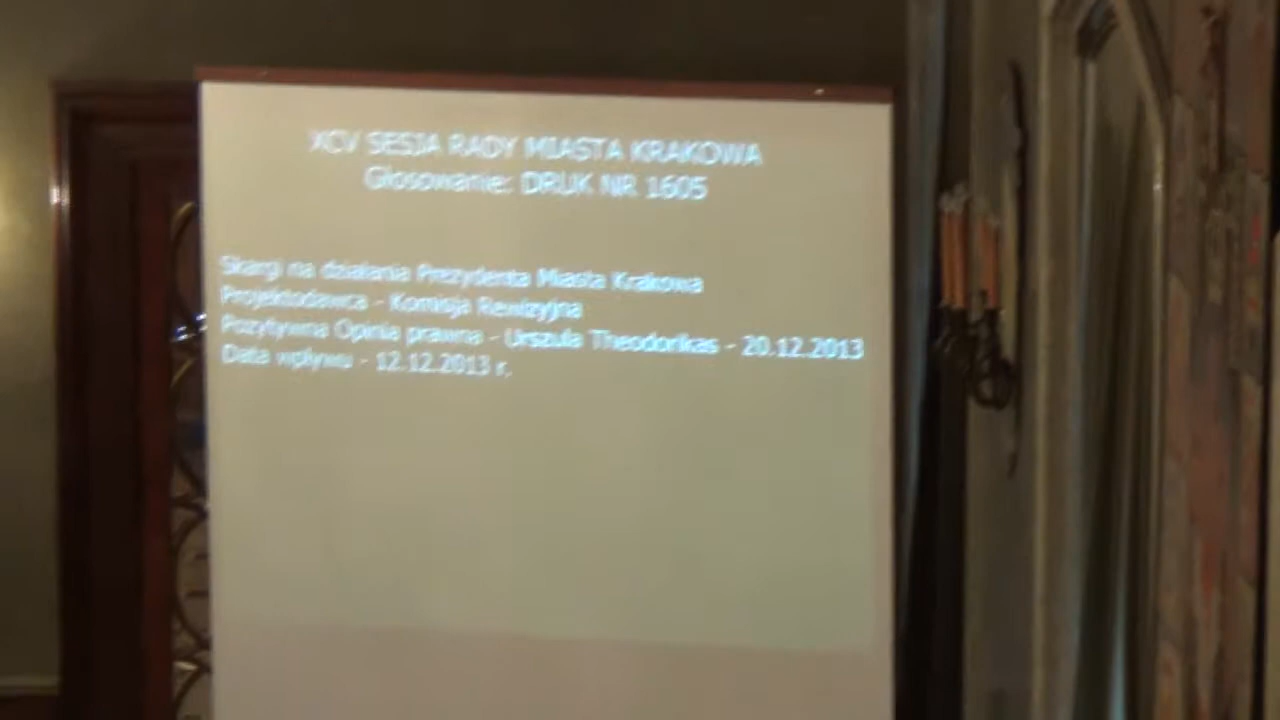 XCV SESJA RADY MIASTA KRAKOWA
Głosowanie: DRUK NR 1605
Skargi na działania Prezydenta Miasta Krakowa
Projektodawca - Komisja Rewizyjna
Pozytywna Opinia prawna - Urszula Theodorikas - 20.12.2013
Data wpływu - 12.12.2013 r.